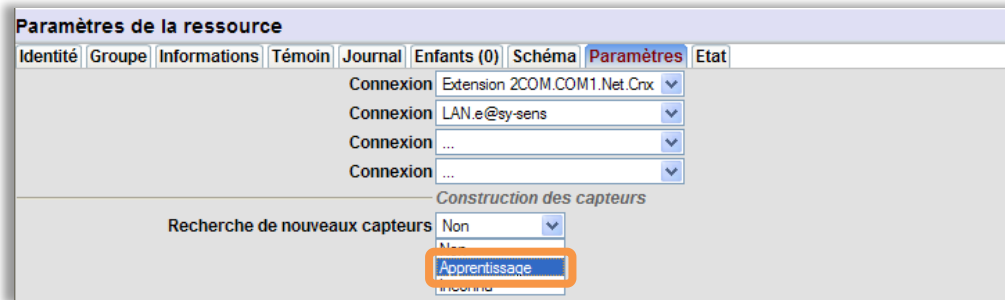 Paramètres de la ressource
Identité Groupe Informations Témoin Journal Enfants (0) Schéma Paramètres Etat
Connexion Extension 2COM.COM1.Net.Cnx
Connexion LAN.e@sy-sens
Connexion ...
Connexion ...
Construction des capteurs
Recherche de nouveaux capteurs Non
Non
Apprentissage
Inconnu